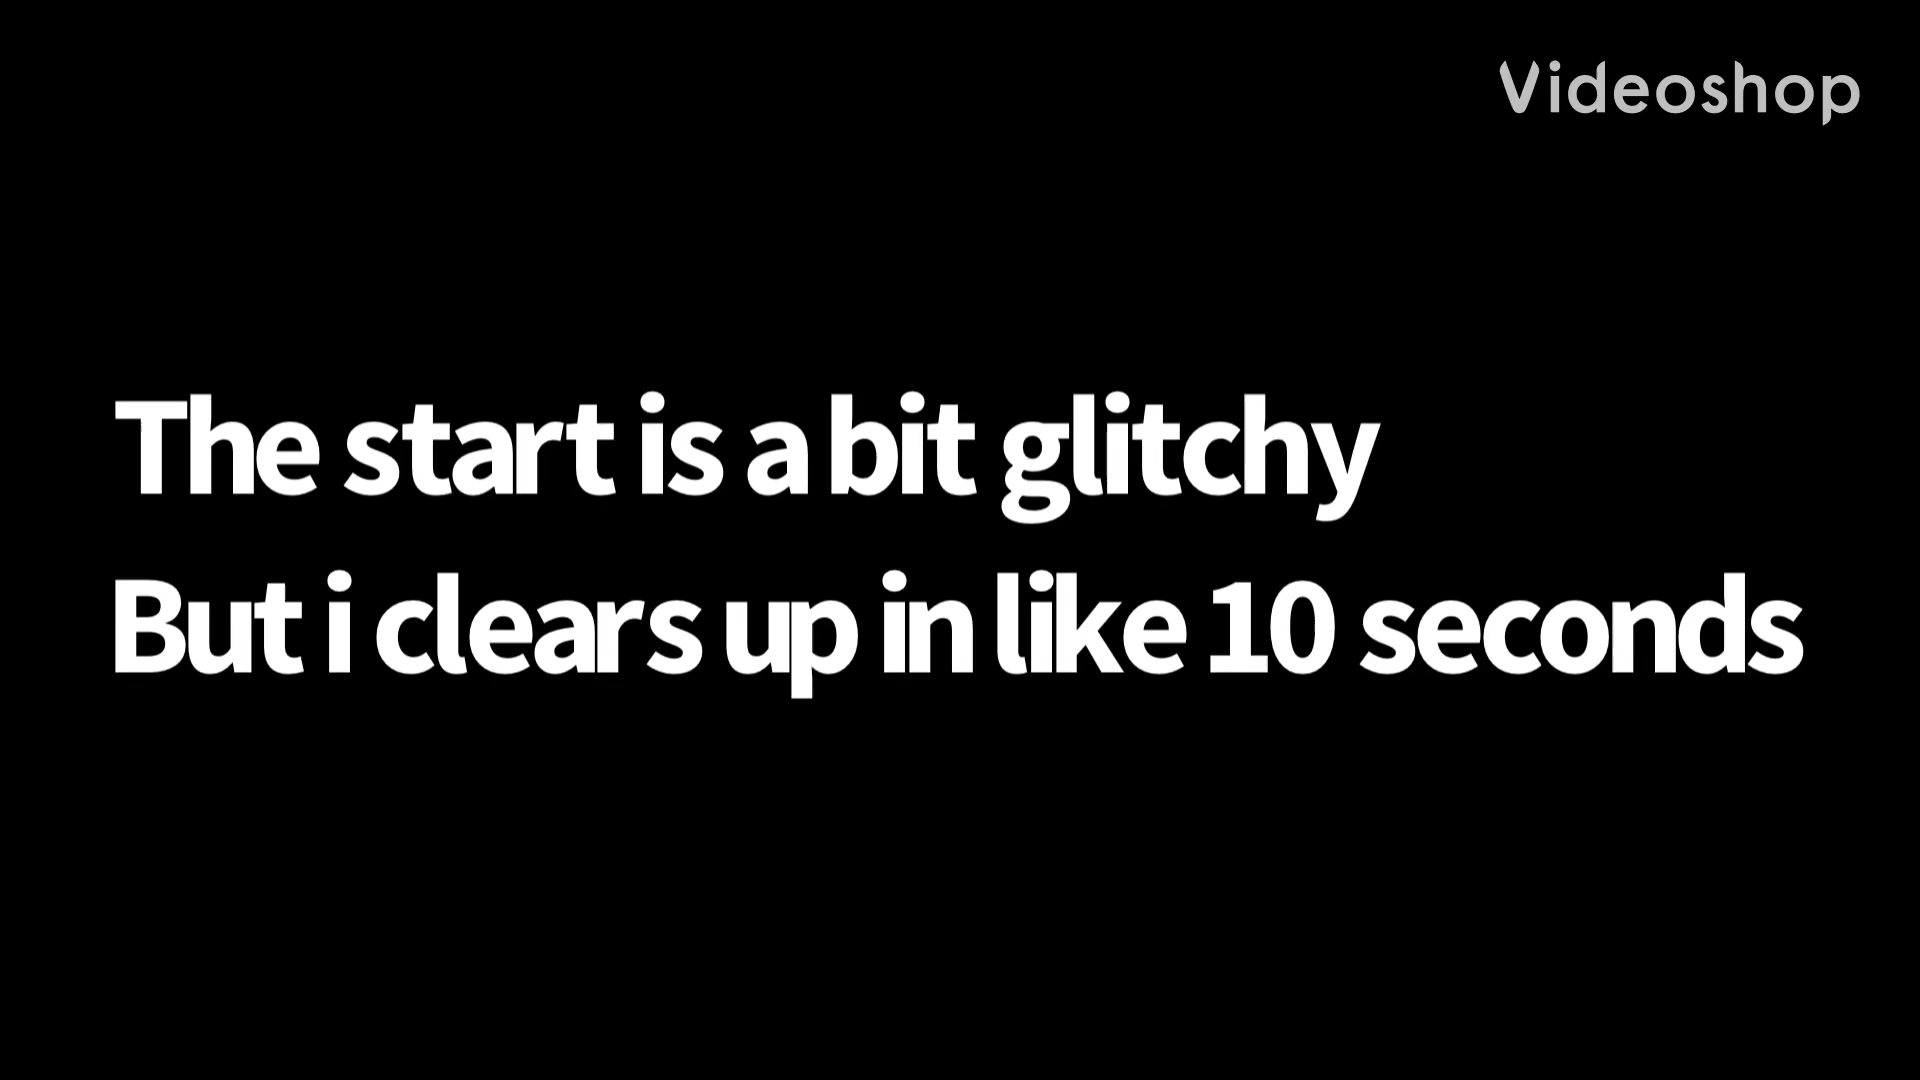 Videoshop
The start is a bit glitchy
But i clears up in like 10 seconds